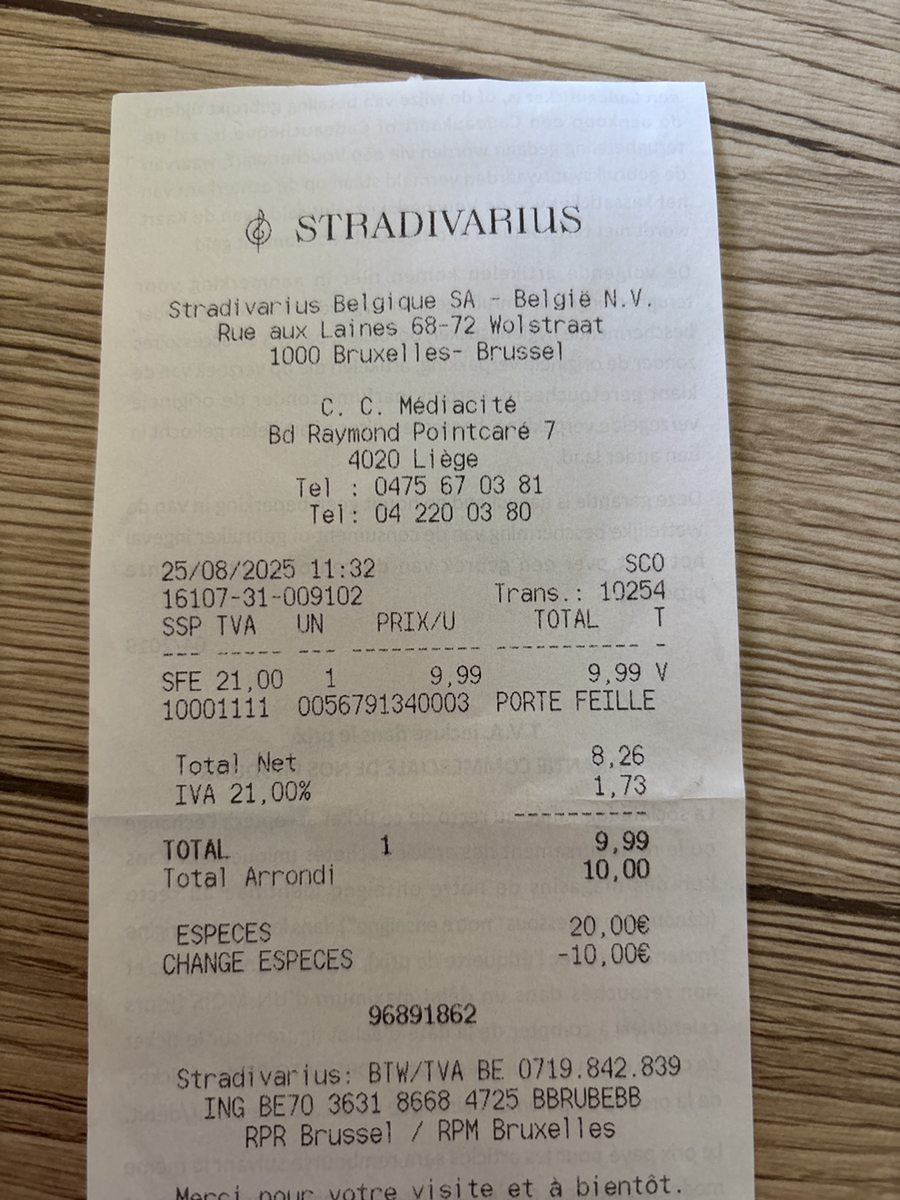 STRADIVARIUS
Stradivarius Belgique SA - België N.V.
Rue aux Laines 68-72 Wolstraat
1000 Bruxelles- Brussel
C. C. Médiacité
Bd Raymond Pointcaré 7
4020 Liège
Tel : 0475 67 03 81
Tel: 04 220 03 80
25/08/2025 11:32 SCO
16107-31-009102 Trans.: 10254
SSP TVA UN PRIX/U TOTAL T
--- ----- --- ----------- ----------- -
SFE 21,00 1 9,99 9,99 V
10001111 0056791340003 PORTE FEILLE
Total Net 8,26
IVA 21,00% 1,73
-----------
TOTAL 1 9,99
Total Arrondi 10,00
ESPECES 20,00€
CHANGE ESPECES -10,00€
96891862
Stradivarius: BTW/TVA BE 0719.842.839
ING BE70 3631 8668 4725 BBRUBEBB
RPR Brussel / RPM Bruxelles
Merci pour votre visite et à bientôt.